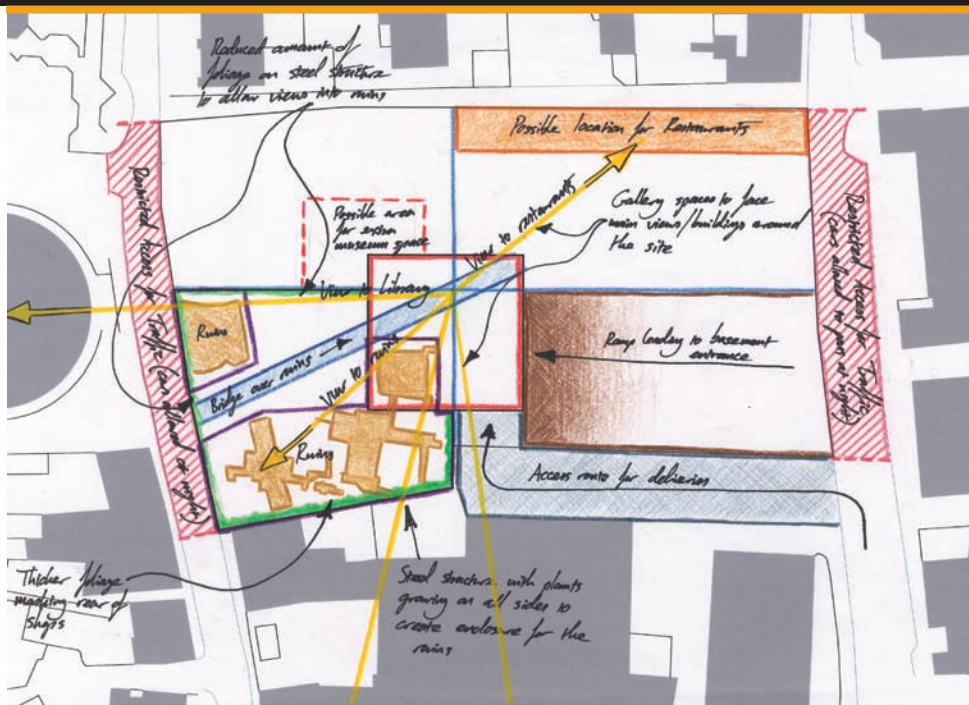 Reduced amount of
foliage on steel structure
to allow views into ruins
Possible location for Restaurants
Restricted Access for Traffic (cars allowed at night)
Possible area
for extra
museum space
View to restaurants
Gallery spaces to face
main views/buildings around
the site
Restricted Access for Traffic
(cars allowed to pass at night)
View to Library
Ruins
Bridge over ruins
View to ruins
Ramp leading to basement
entrance
Ruins
Access route for deliveries
Thicker foliage
masking rear of
shops
Steel structure with plants
growing on all sides to
create enclosure for the
ruins